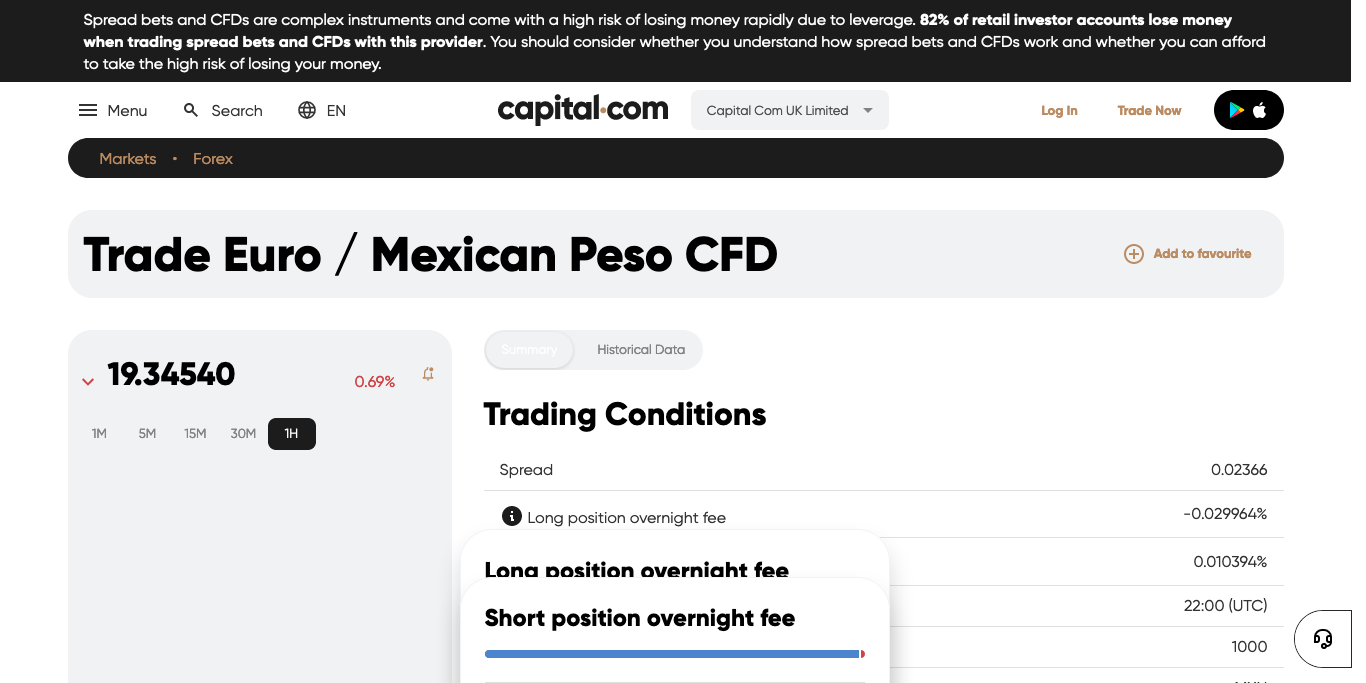 Spread bets and CFDs are complex instruments and come with a high risk of losing money rapidly due to leverage. 82% of retail investor accounts lose money
when trading spread bets and CFDs with this provider. You should consider whether you understand how spread bets and CFDs work and whether you can afford
to take the high risk of losing your money.
Menu Search EN capital.com Capital Com UK Limited Log In Trade Now
Markets • Forex
Trade Euro / Mexican Peso CFD Add to favourite
19.34540 0.69%
1M 5M 15M 30M 1H
Summary Historical Data
Trading Conditions
Spread 0.02366
Long position overnight fee -0.029964%
Long position overnight fee
0.010394%
Short position overnight fee
22:00 (UTC)
1000